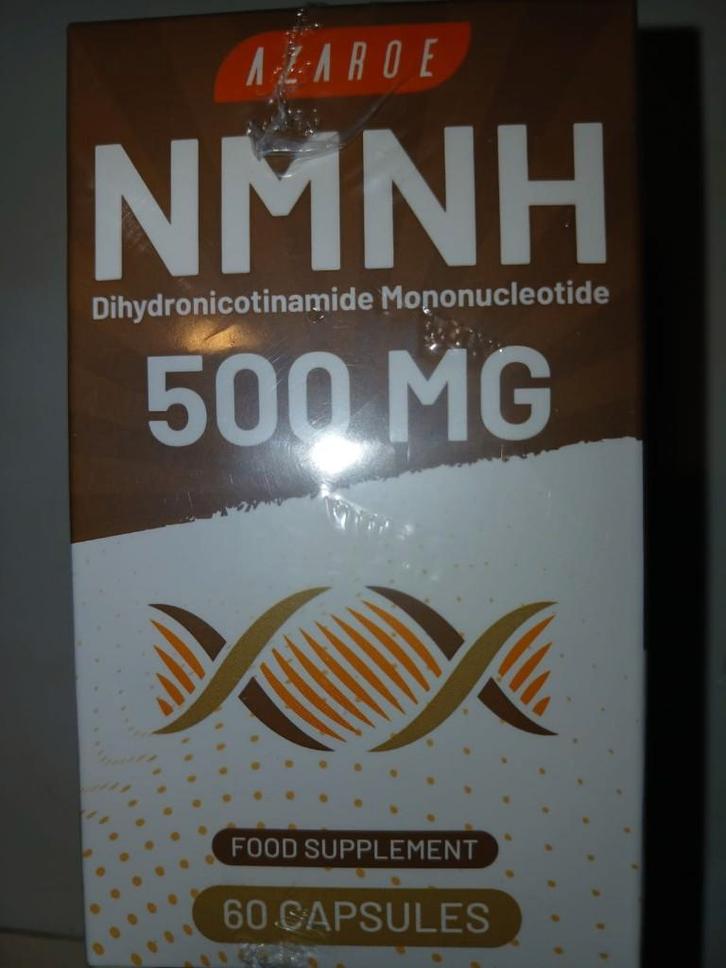 AZAROE
NMNH
Dihydronicotinamide Mononucleotide
500 MG
FOOD SUPPLEMENT
60 CAPSULES